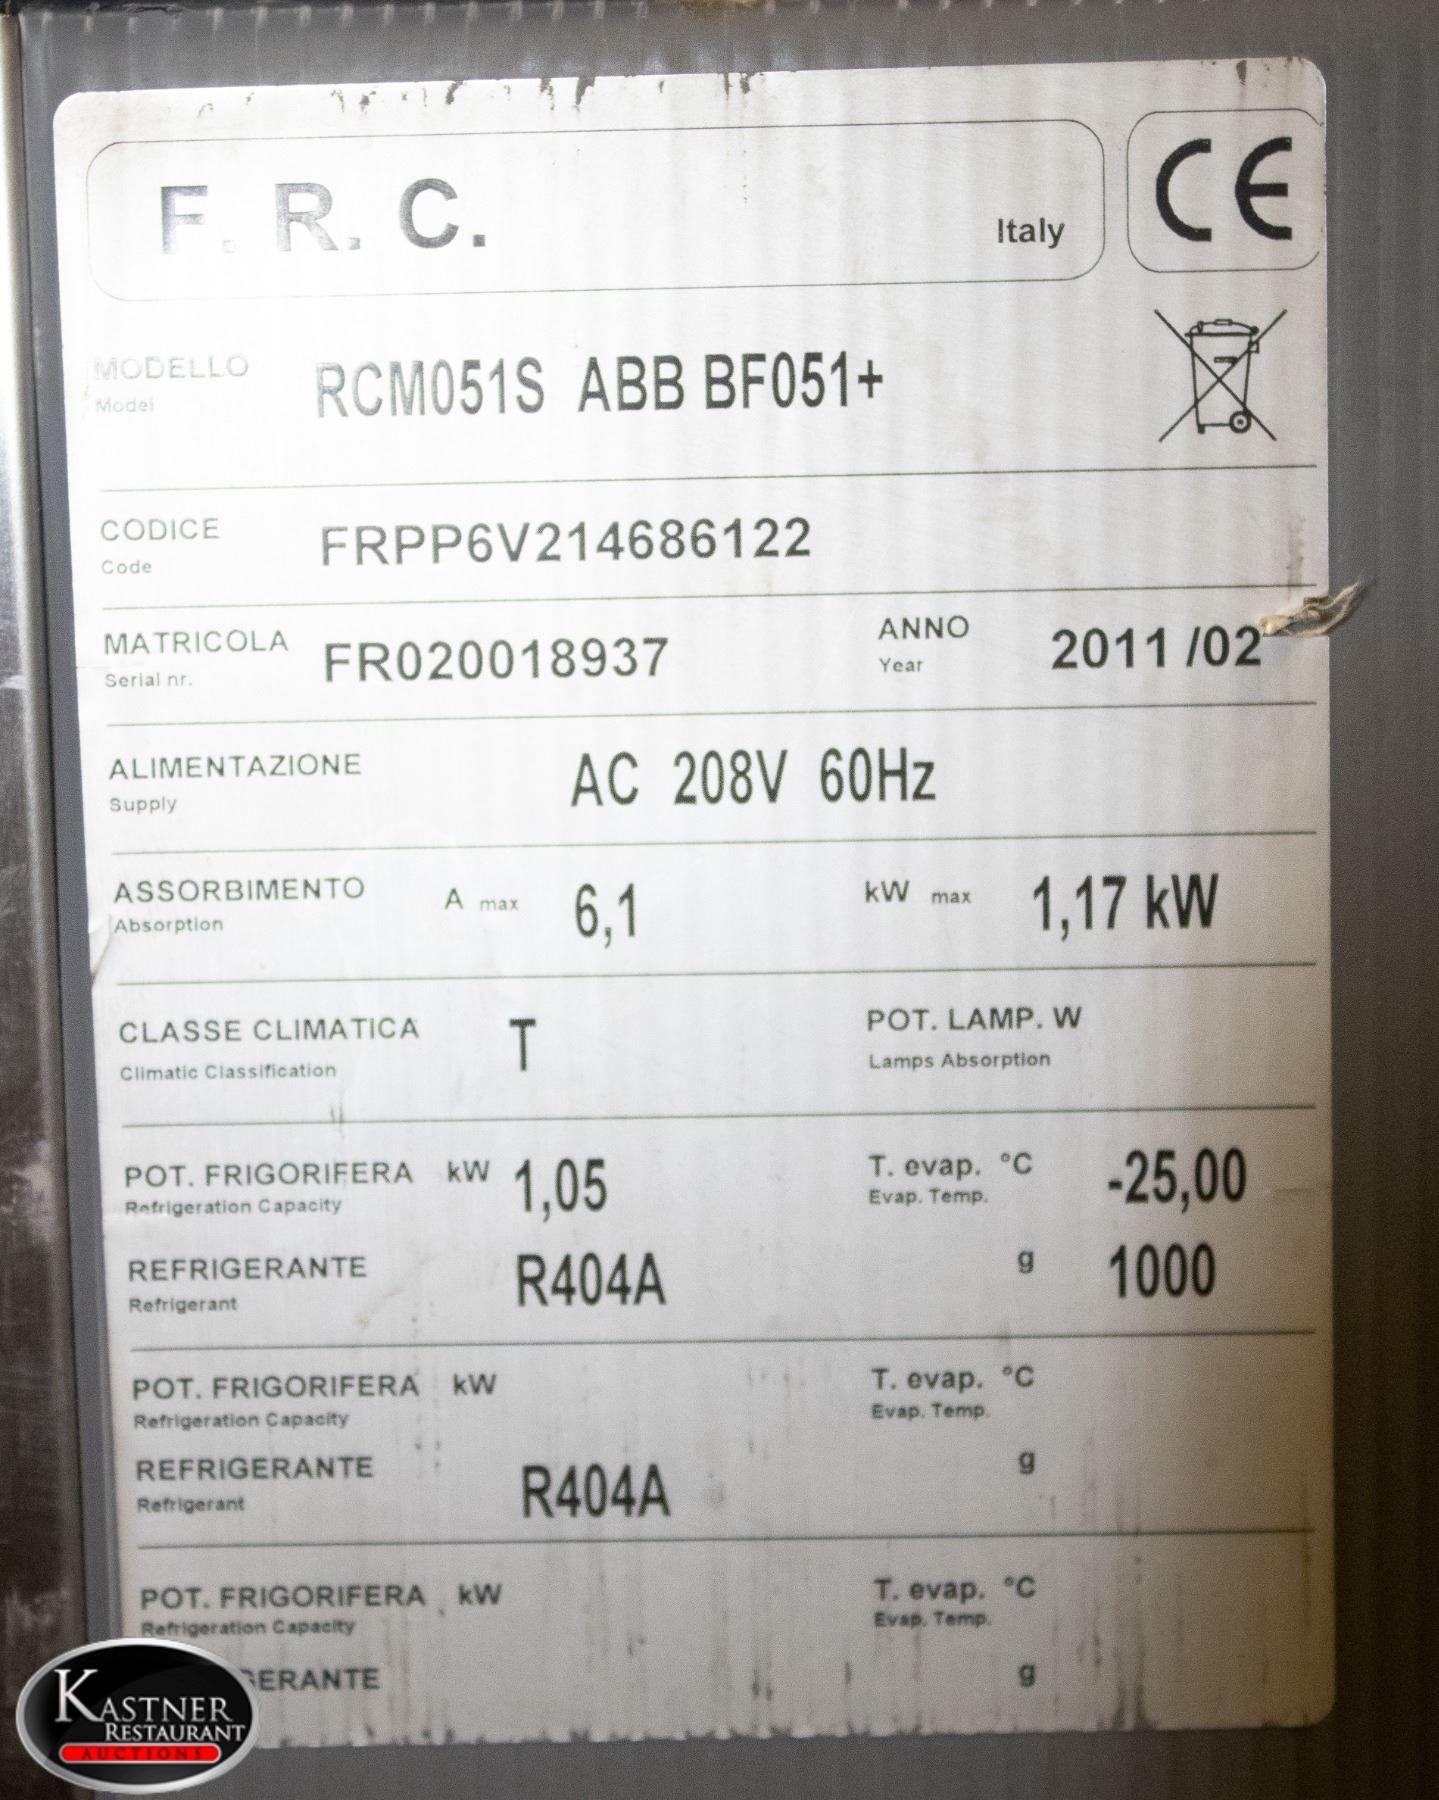 F. R. C. Italy CE
MODELLO RCM051S ABB BF051+
Model
CODICE FRPP6V214686122
Code
MATRICOLA FR020018937 ANNO 2011 /02
Serial nr. Year
ALIMENTAZIONE AC 208V 60Hz
Supply
ASSORBIMENTO A max 6,1 kW max 1,17 kW
Absorption
CLASSE CLIMATICA T POT. LAMP. W
Climatic Classification Lamps Absorption
POT. FRIGORIFERA kW 1,05 T. evap. °C -25,00
Refrigeration Capacity Evap. Temp.
REFRIGERANTE R404A g 1000
Refrigerant
POT. FRIGORIFERA kW T. evap. °C
Refrigeration Capacity Evap. Temp.
REFRIGERANTE R404A g
Refrigerant
POT. FRIGORIFERA kW T. evap. °C
Refrigeration Capacity Evap. Temp.
GERANTE g
KASTNER
RESTAURANT
AUCTIONS